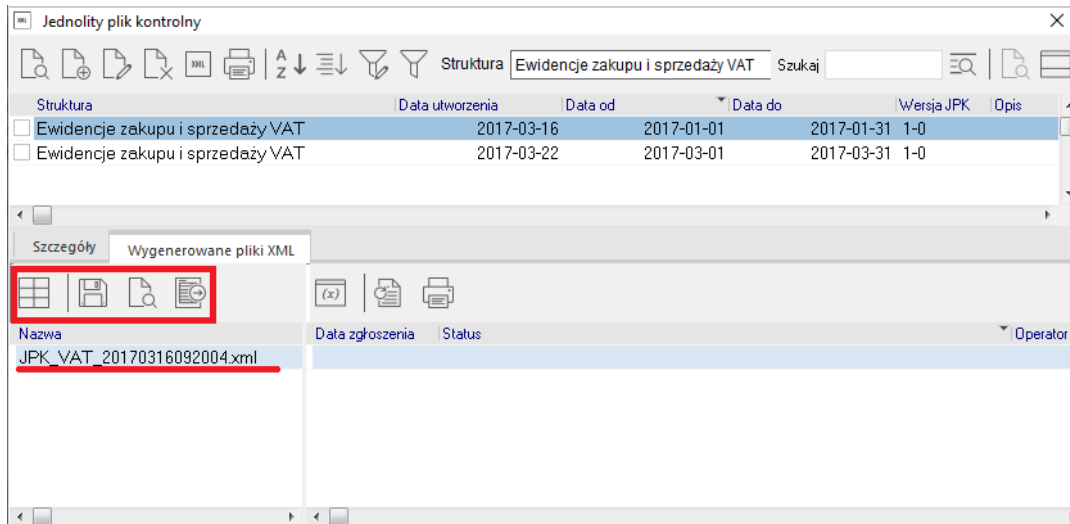 XML Jednolity plik kontrolny
XML A Z Struktura Ewidencje zakupu i sprzedaży VAT Szukaj
Struktura Data utworzenia Data od Data do Wersja JPK Opis
Ewidencje zakupu i sprzedaży VAT 2017-03-16 2017-01-01 2017-01-31 1-0
Ewidencje zakupu i sprzedaży VAT 2017-03-22 2017-03-01 2017-03-31 1-0
Szczegóły Wygenerowane pliki XML
(x)
Nazwa Data zgłoszenia Status Operator
JPK_VAT_20170316092004.xml